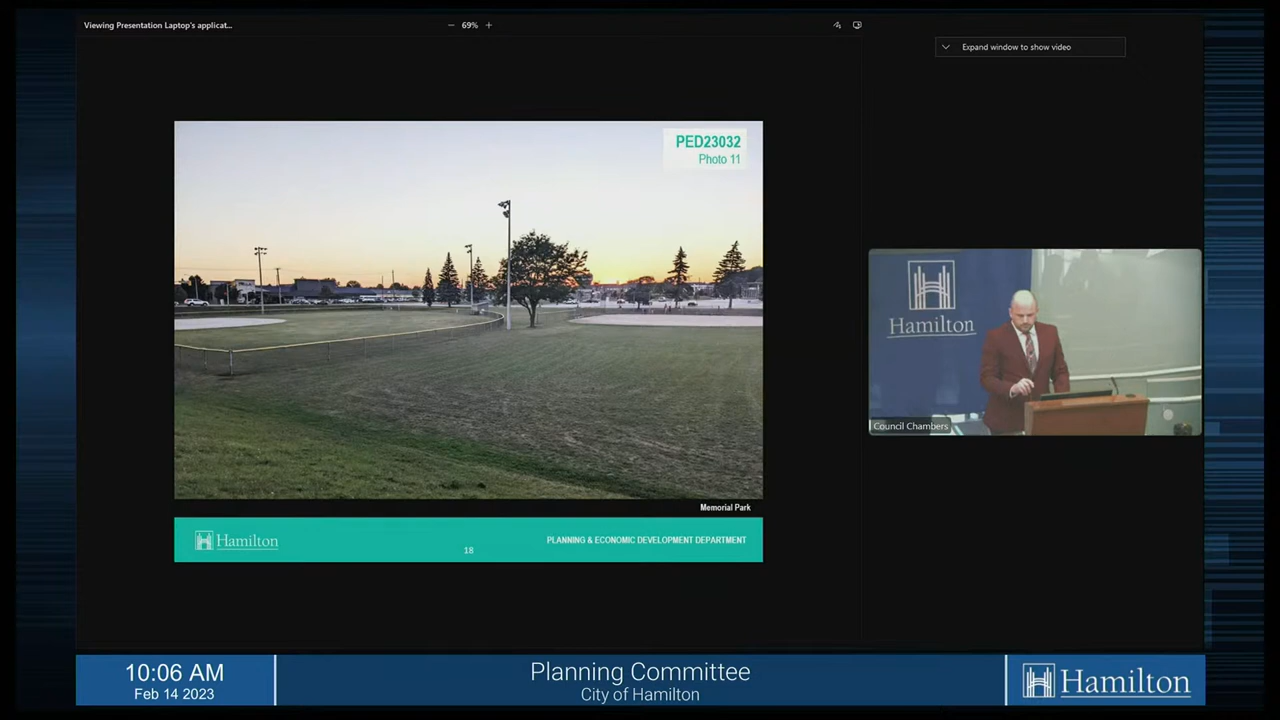 Viewing Presentation Laptop's applicat...
69%
Expand window to show video
PED23032
Photo 11
Hamilton
Council Chambers
Memorial Park
Hamilton
18
PLANNING & ECONOMIC DEVELOPMENT DEPARTMENT
10:06 AM
Feb 14 2023
Planning Committee
City of Hamilton
Hamilton